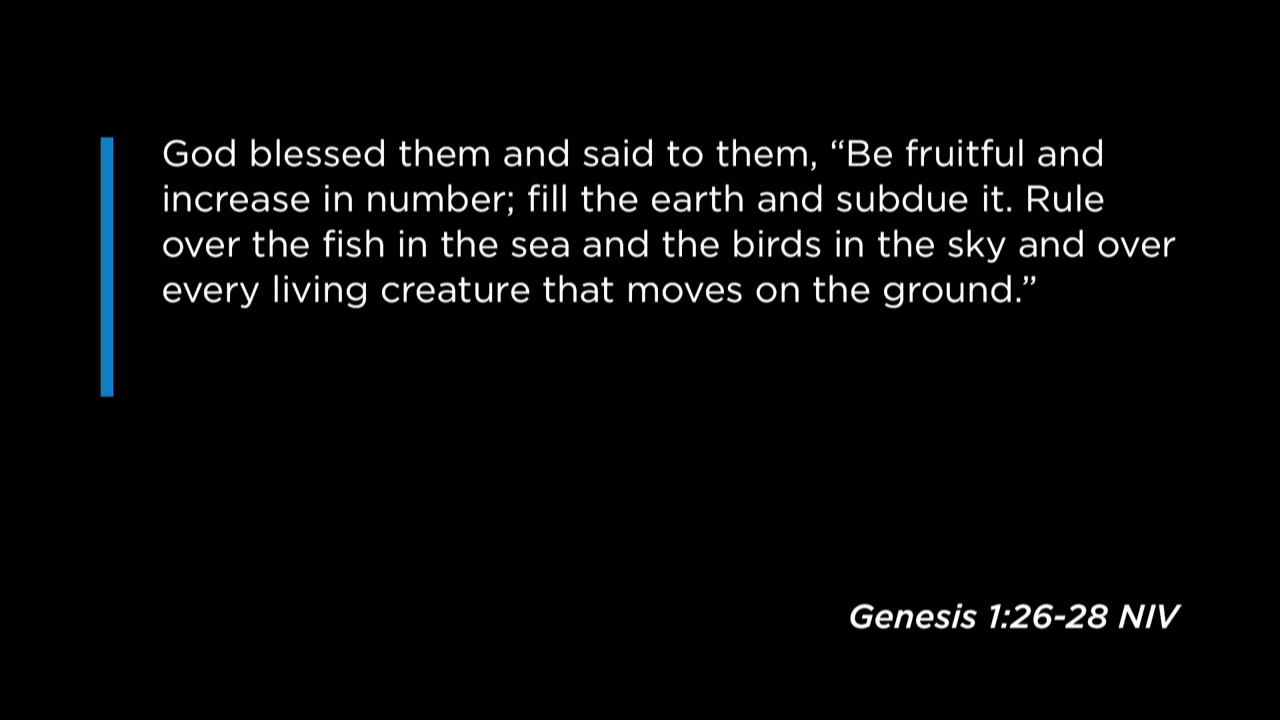 God blessed them and said to them, “Be fruitful and
increase in number; fill the earth and subdue it. Rule
over the fish in the sea and the birds in the sky and over
every living creature that moves on the ground.”
Genesis 1:26-28 NIV